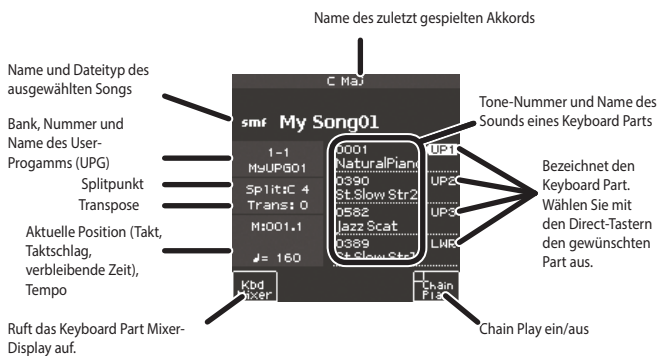 Name des zuletzt gespielten Akkords
Name und Dateityp des
ausgewählten Songs
Bank, Nummer und
Name des User-
Progamms (UPG)
Splitpunkt
Transpose
Aktuelle Position (Takt,
Taktschlag,
verbleibende Zeit),
Tempo
Ruft das Keyboard Part Mixer-
Display auf.
C Maj
smf My Song01
1-1
MyUPG01
Split:C 4
Trans: 0
M:001.1
♩= 160
Kbd
Mixer
0001 UP1
NaturalPiano
0390 UP2
St.Slow Str2
0582 UP3
Jazz Scat
0389 LWR
St.Slow Str1
Chain
Play
Tone-Nummer und Name des
Sounds eines Keyboard Parts
Bezeichnet den
Keyboard Part.
Wählen Sie mit
den Direct-Tastern
den gewünschten
Part aus.
Chain Play ein/aus